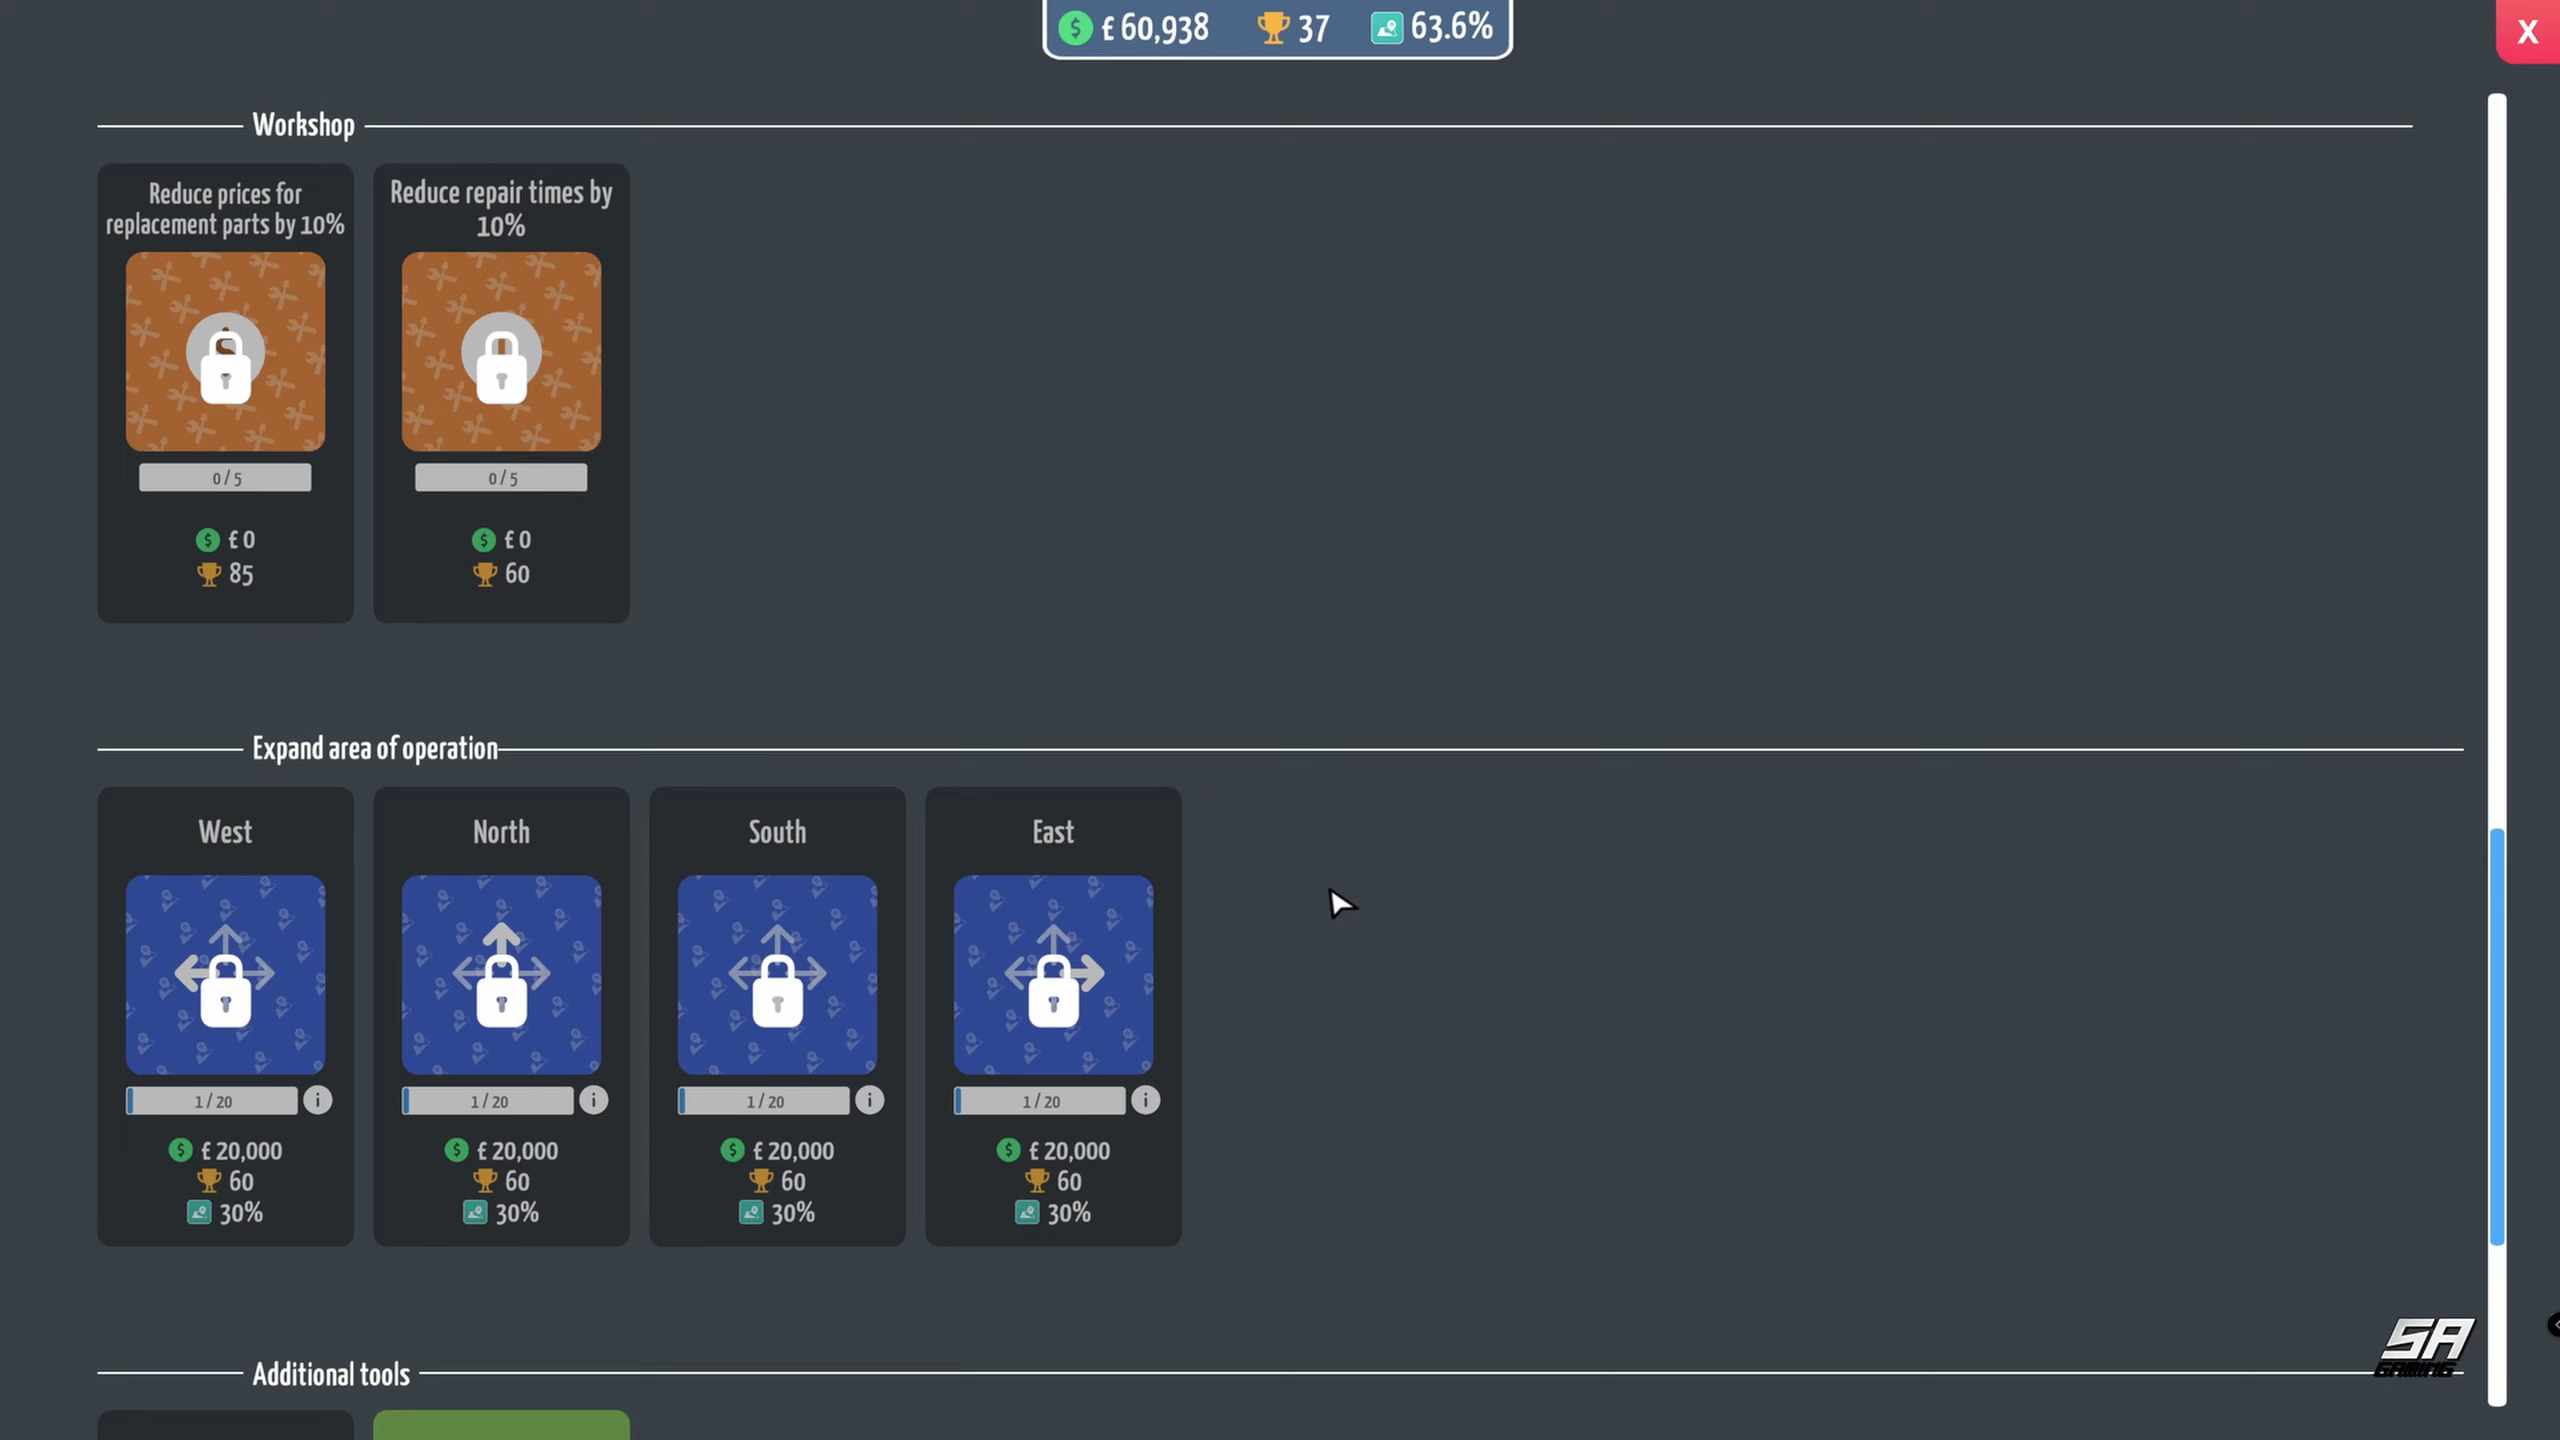 £ 60,938 37 63.6%
X
Workshop
Reduce prices for
replacement parts by 10%
0 / 5
£ 0
85
Reduce repair times by
10%
0 / 5
£ 0
60
Expand area of operation
West
1 / 20
£ 20,000
60
30%
North
1 / 20
£ 20,000
60
30%
South
1 / 20
£ 20,000
60
30%
East
1 / 20
£ 20,000
60
30%
Additional tools
SA
GAMING